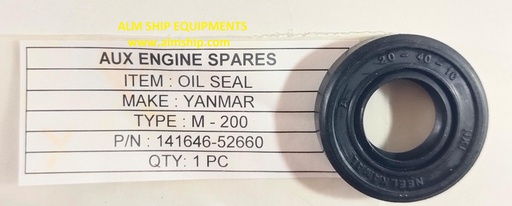 ALM SHIP EQUIPMENTS
www.almship.com
AUX ENGINE SPARES
ITEM : OIL SEAL
MAKE : YANMAR
TYPE : M - 200
P/N : 141646-52660
QTY: 1 PC
20-40-10